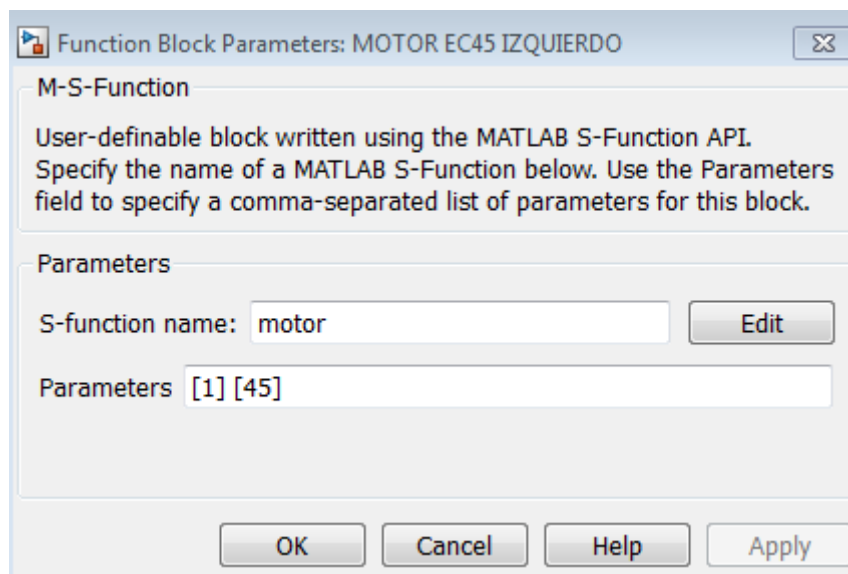 Function Block Parameters: MOTOR EC45 IZQUIERDO
M-S-Function
User-definable block written using the MATLAB S-Function API.
Specify the name of a MATLAB S-Function below. Use the Parameters
field to specify a comma-separated list of parameters for this block.
Parameters
S-function name: motor Edit
Parameters [1] [45]
OK Cancel Help Apply